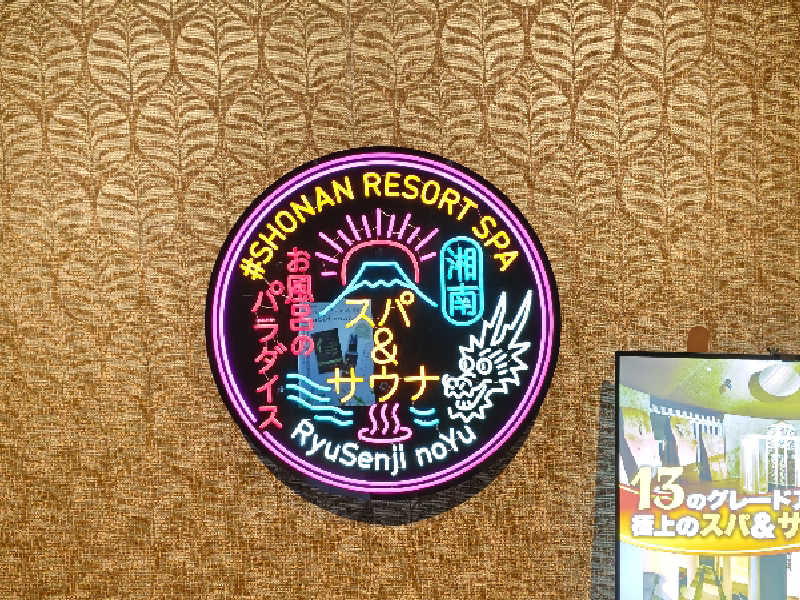 #SHONAN RESORT SPA
湘南
お風呂の
パラダイス
スパ
&
サウナ
RyuSenji noYu
13のグレード
極上のスパ&サ